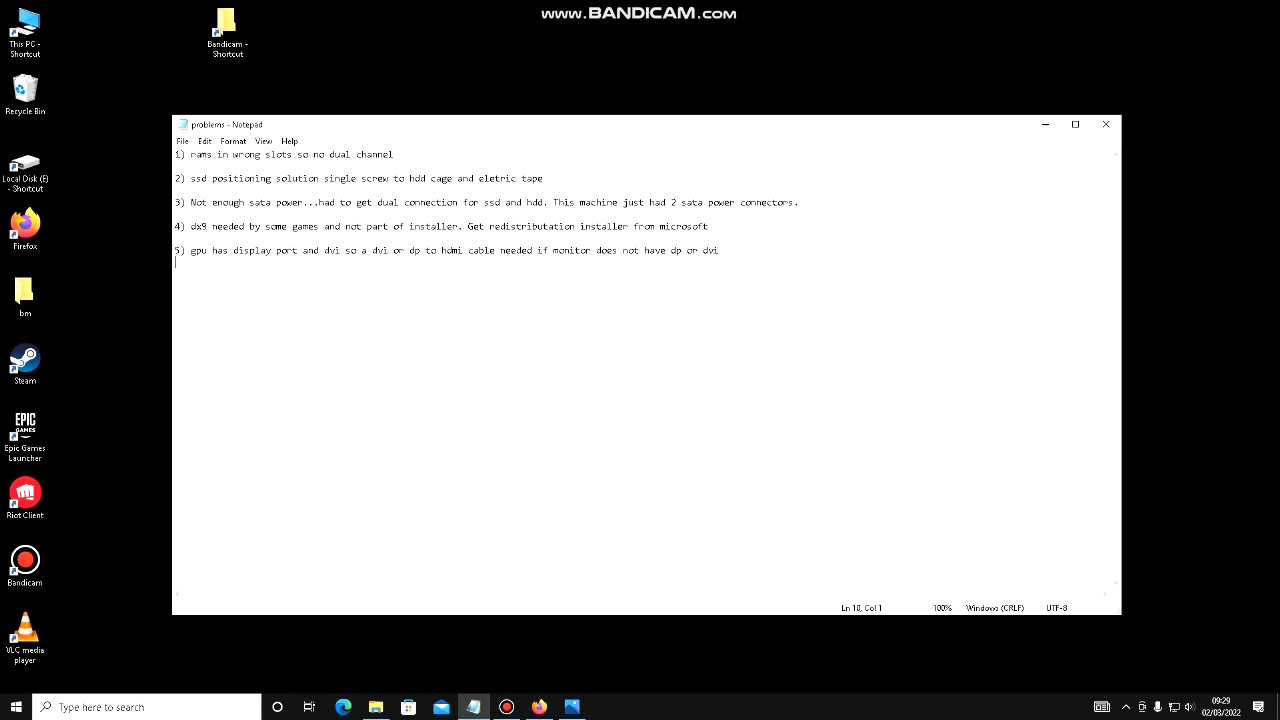 www.BANDICAM.com
This PC -
Shortcut
Bandicam -
Shortcut
Recycle Bin
Local Disk (E)
- Shortcut
Firefox
bm
Steam
EPIC
GAMES
Epic Games
Launcher
Riot Client
Bandicam
VLC media
player
problems - Notepad
File Edit Format View Help
1) rams in wrong slots so no dual channel
2) ssd positioning solution single screw to hdd cage and eletric tape
3) Not enough sata power...had to get dual connection for ssd and hdd. This machine just had 2 sata power connectors.
4) dx9 needed by some games and not part of installer. Get redistribution installer from microsoft
5) gpu has display port and dvi so a dvi or dp to hdmi cable needed if monitor does not have dp or dvi
Ln 10, Col 1 100% Windows (CRLF) UTF-8
Type here to search
09:29
02/03/2022